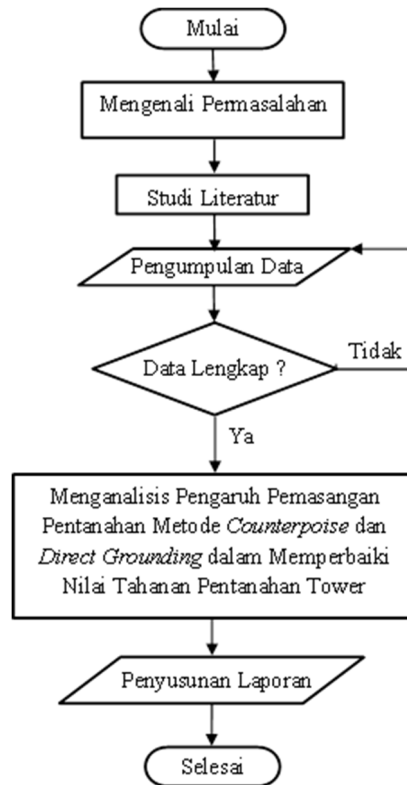 Mulai
Mengenali Permasalahan
Studi Literatur
Pengumpulan Data
Data Lengkap ?
Tidak
Ya
Menganalisis Pengaruh Pemasangan
Pentanahan Metode Counterpoise dan
Direct Grounding dalam Memperbaiki
Nilai Tahanan Pentanahan Tower
Penyusunan Laporan
Selesai